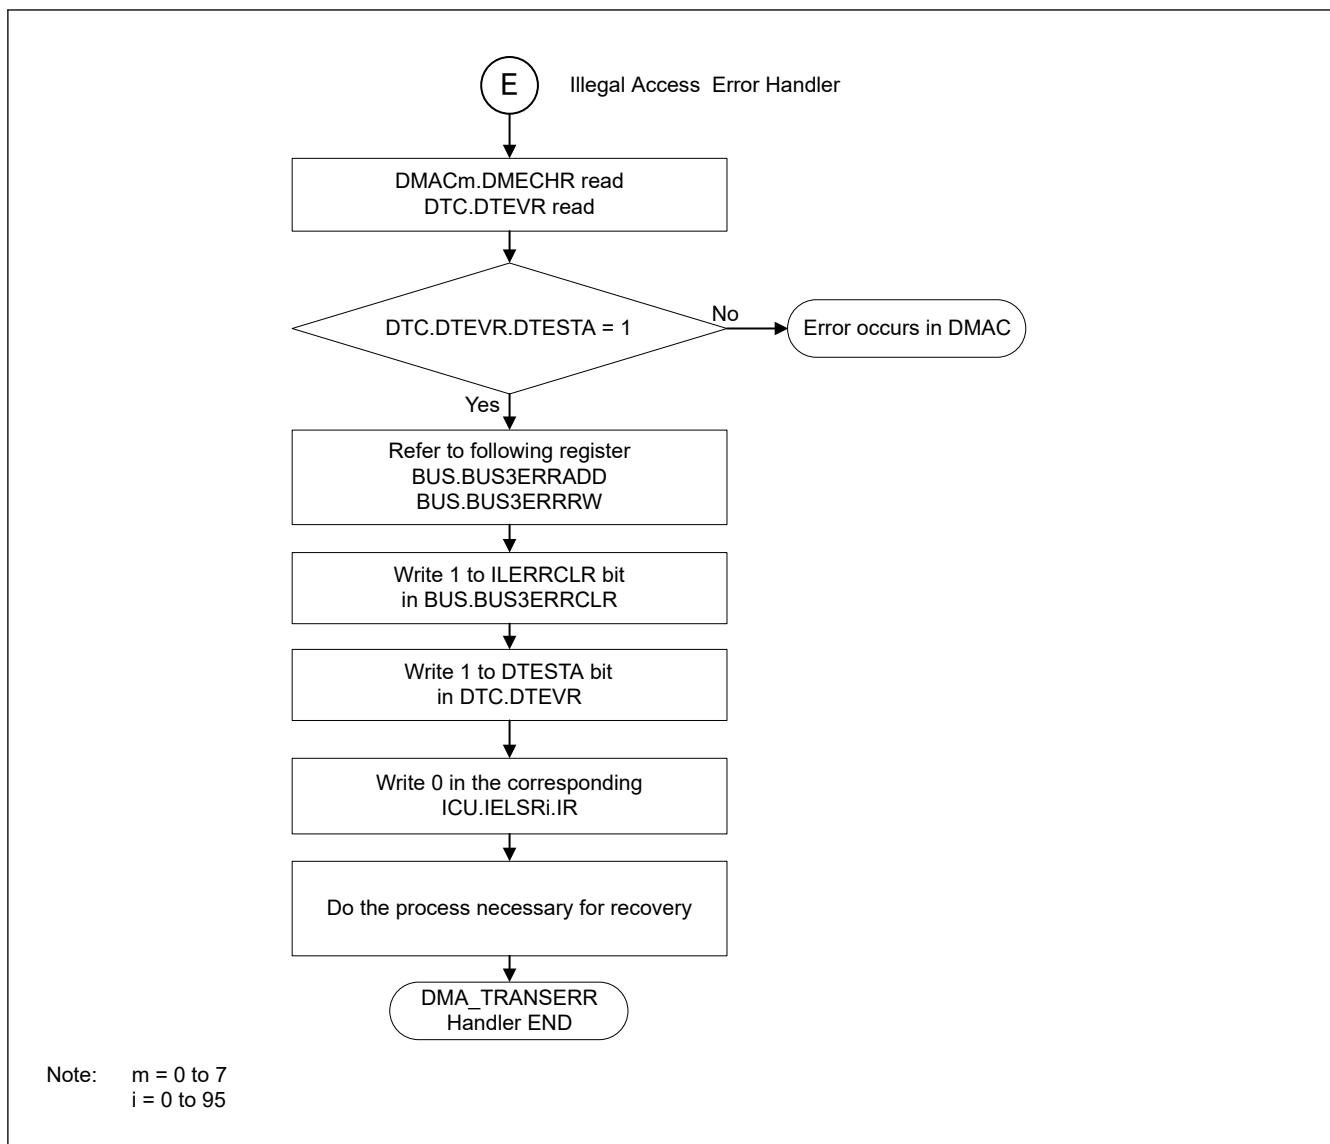 E
Illegal Access Error Handler
DMACm.DMECHR read
DTC.DTEVR read
DTC.DTEVR.DTESTA = 1
No
Error occurs in DMAC
Yes
Refer to following register
BUS.BUS3ERRADD
BUS.BUS3ERRRW
Write 1 to ILERRCLR bit
in BUS.BUS3ERRCLR
Write 1 to DTESTA bit
in DTC.DTEVR
Write 0 in the corresponding
ICU.IELSRi.IR
Do the process necessary for recovery
DMA_TRANSERR
Handler END
Note: m = 0 to 7
i = 0 to 95